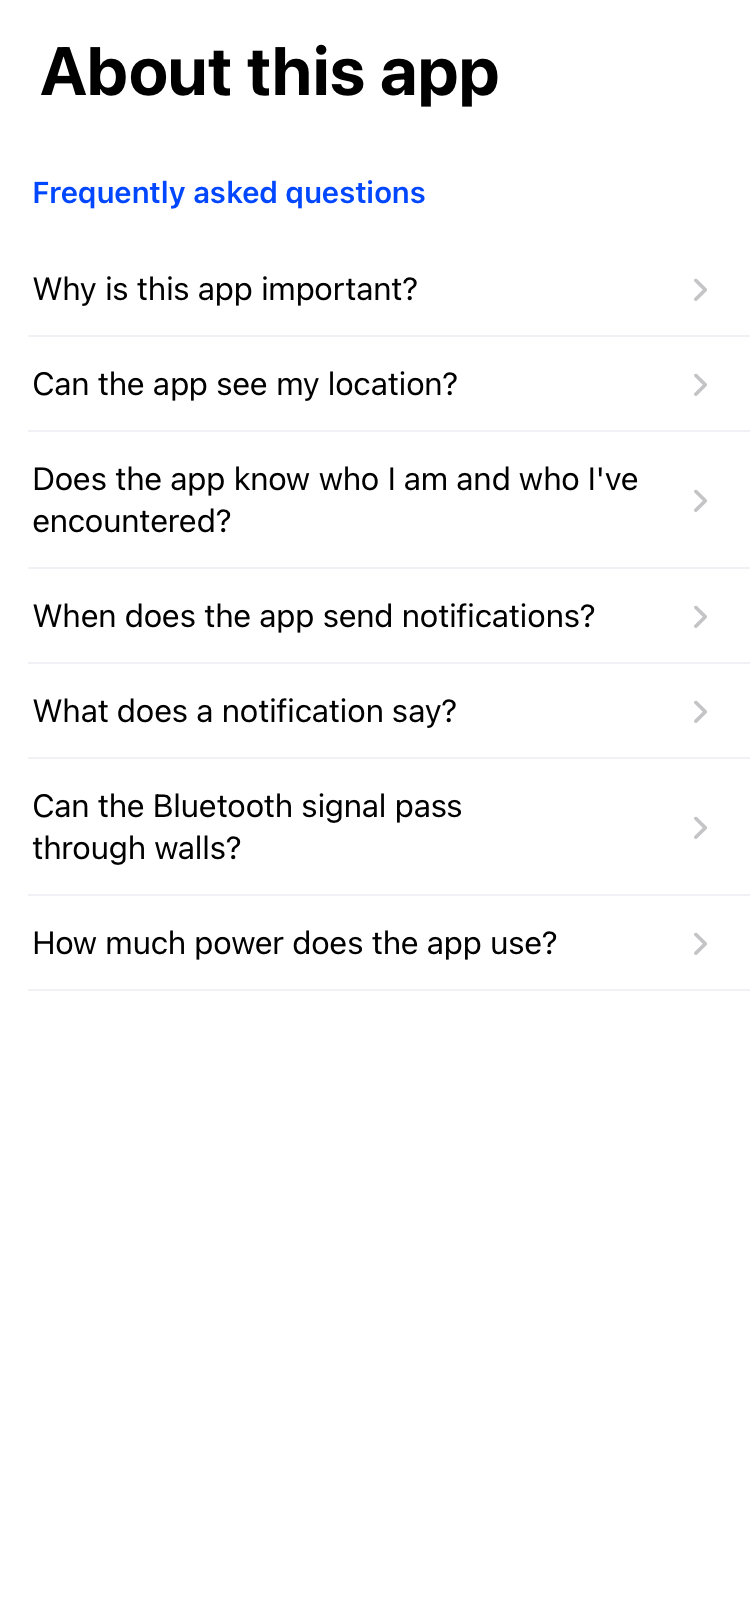 About this app
Frequently asked questions
Why is this app important?
Can the app see my location?
Does the app know who I am and who I've
encountered?
When does the app send notifications?
What does a notification say?
Can the Bluetooth signal pass
through walls?
How much power does the app use?